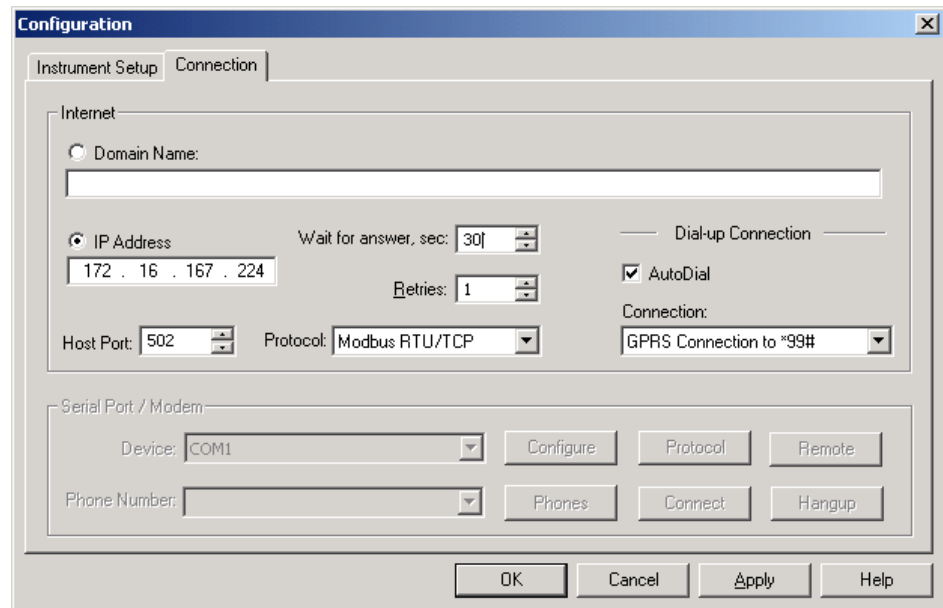 Configuration
Instrument Setup Connection
Internet
Domain Name:
IP Address Wait for answer, sec: 30 Dial-up Connection
172 . 16 . 167 . 224 AutoDial
Retries: 1
Connection:
Host Port: 502 Protocol: Modbus RTU/TCP GPRS Connection to *99#
Serial Port / Modem
Device: COM1 Configure Protocol Remote
Phone Number: Phones Connect Hangup
OK Cancel Apply Help